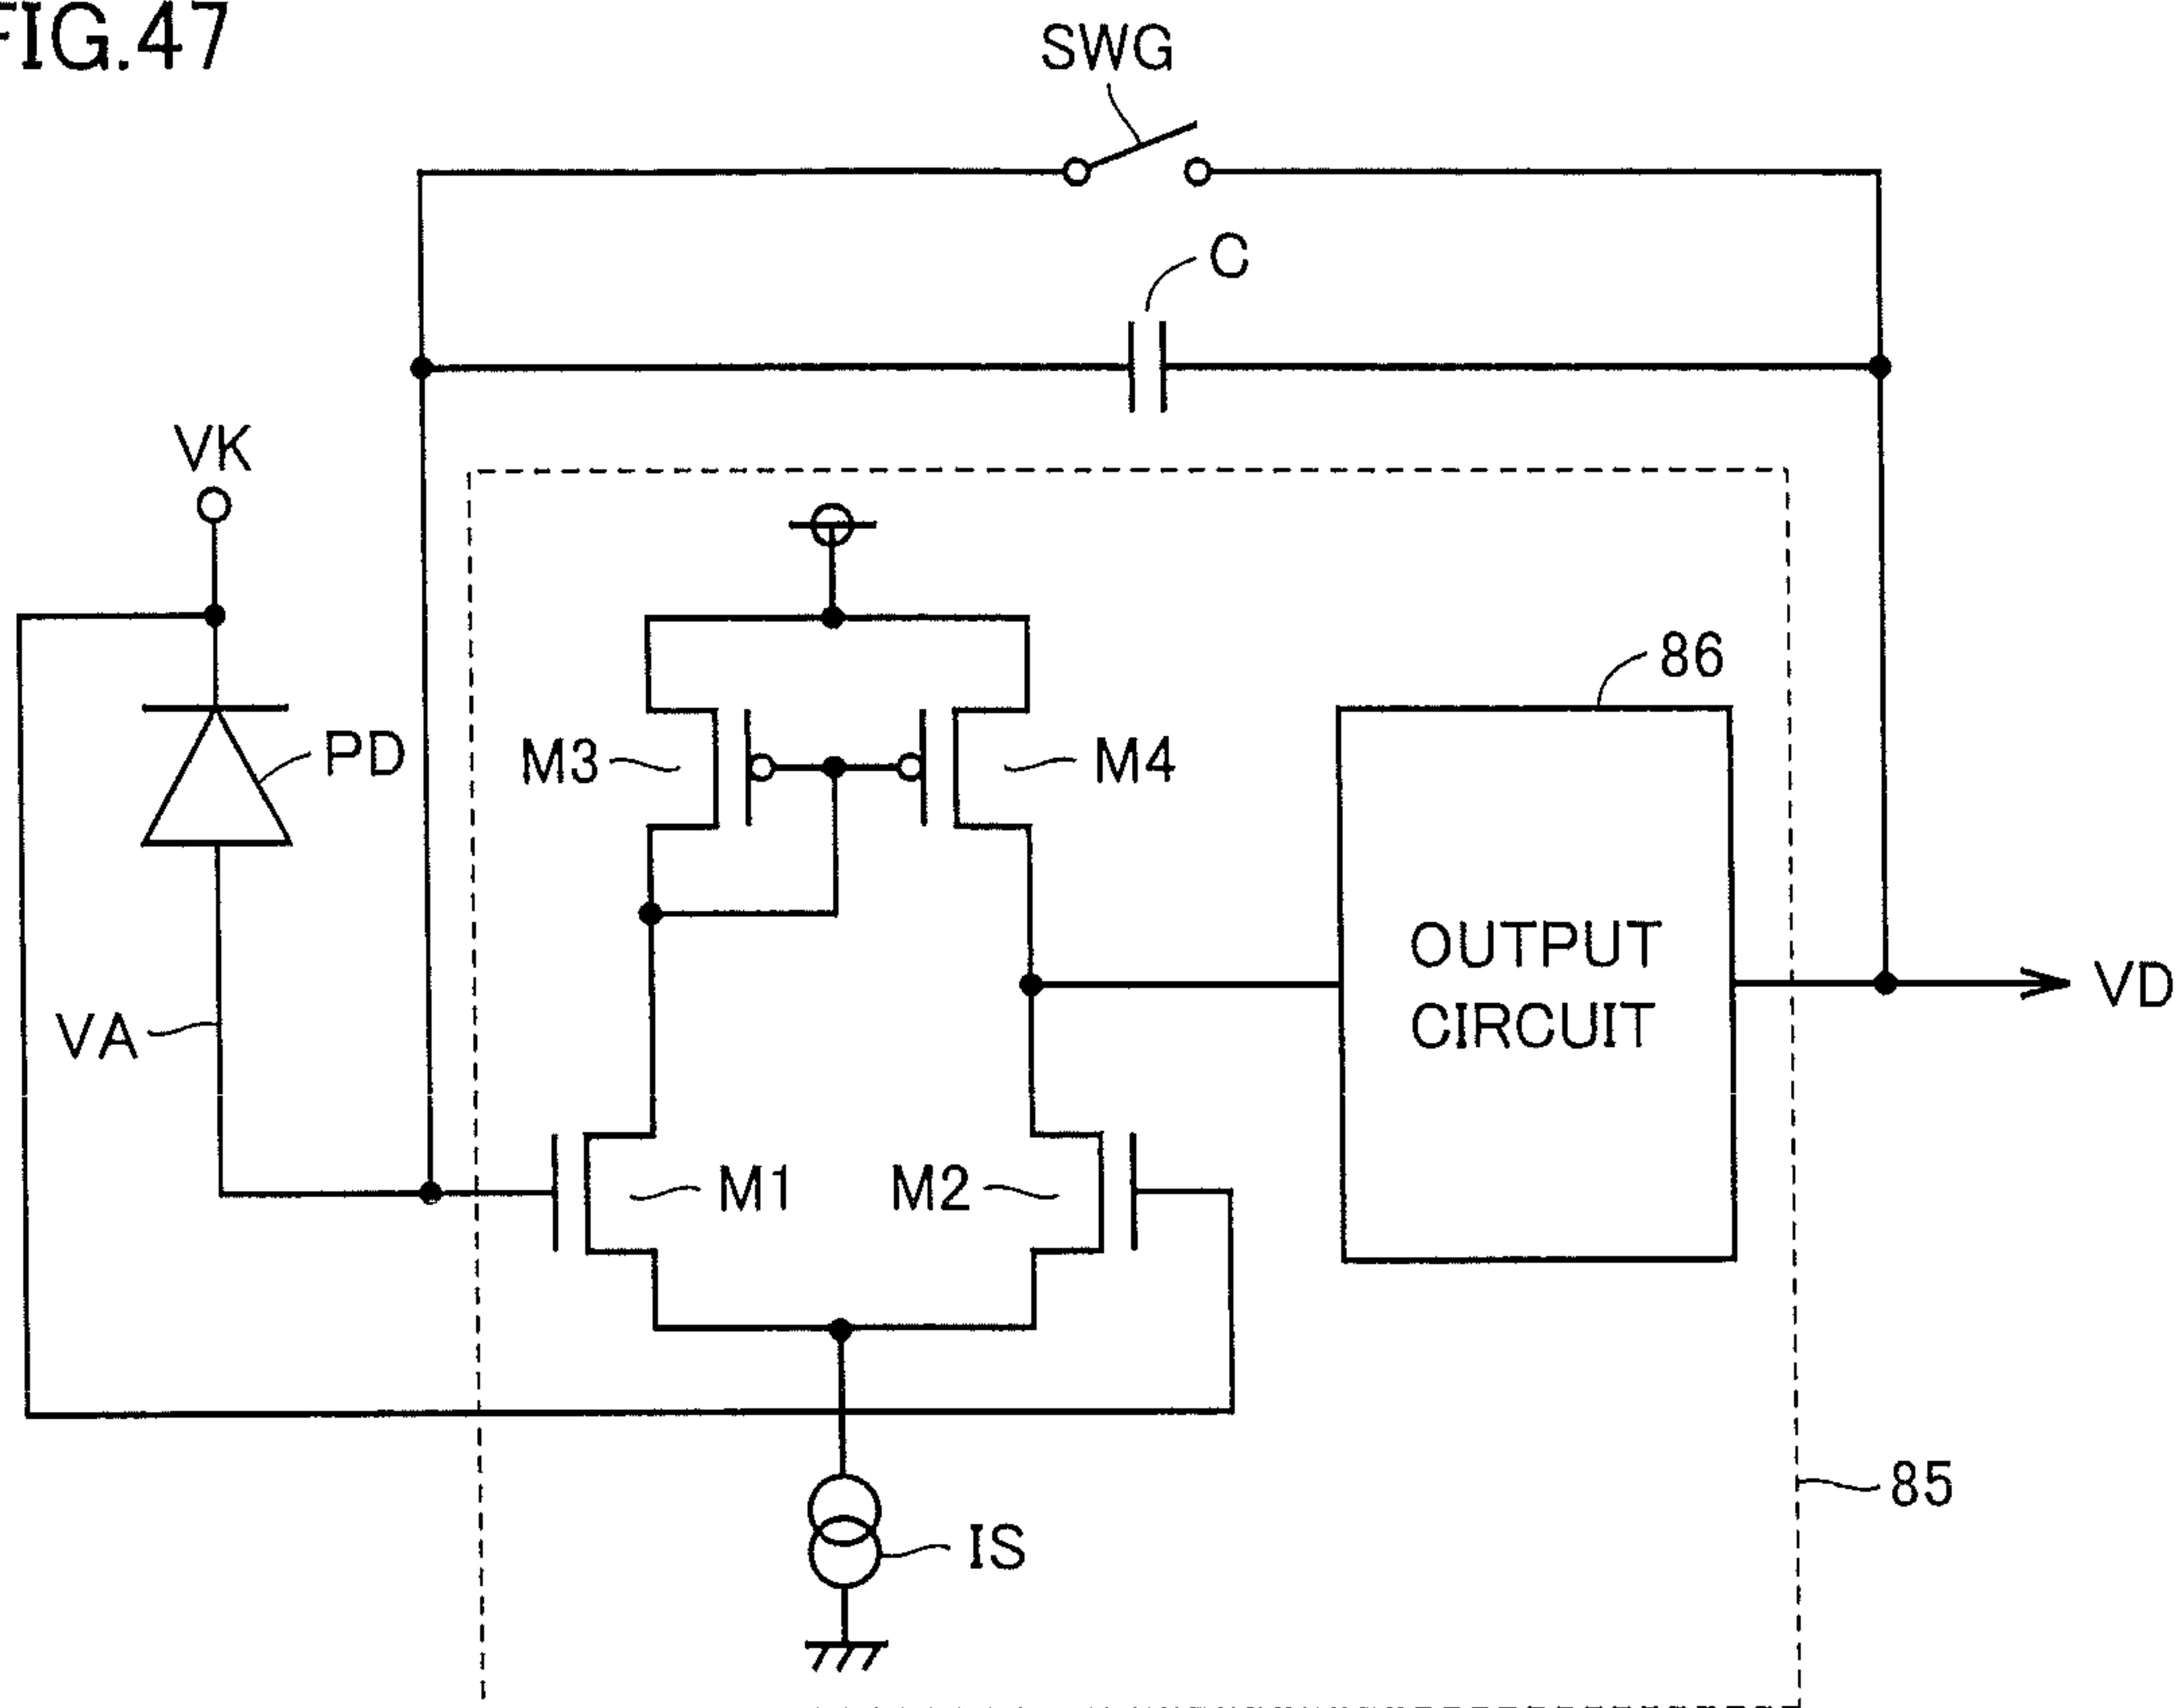 FIG.47
SWG
C
VK
86
PD
M3
M4
OUTPUT
CIRCUIT
VD
VA
M1
M2
85
IS